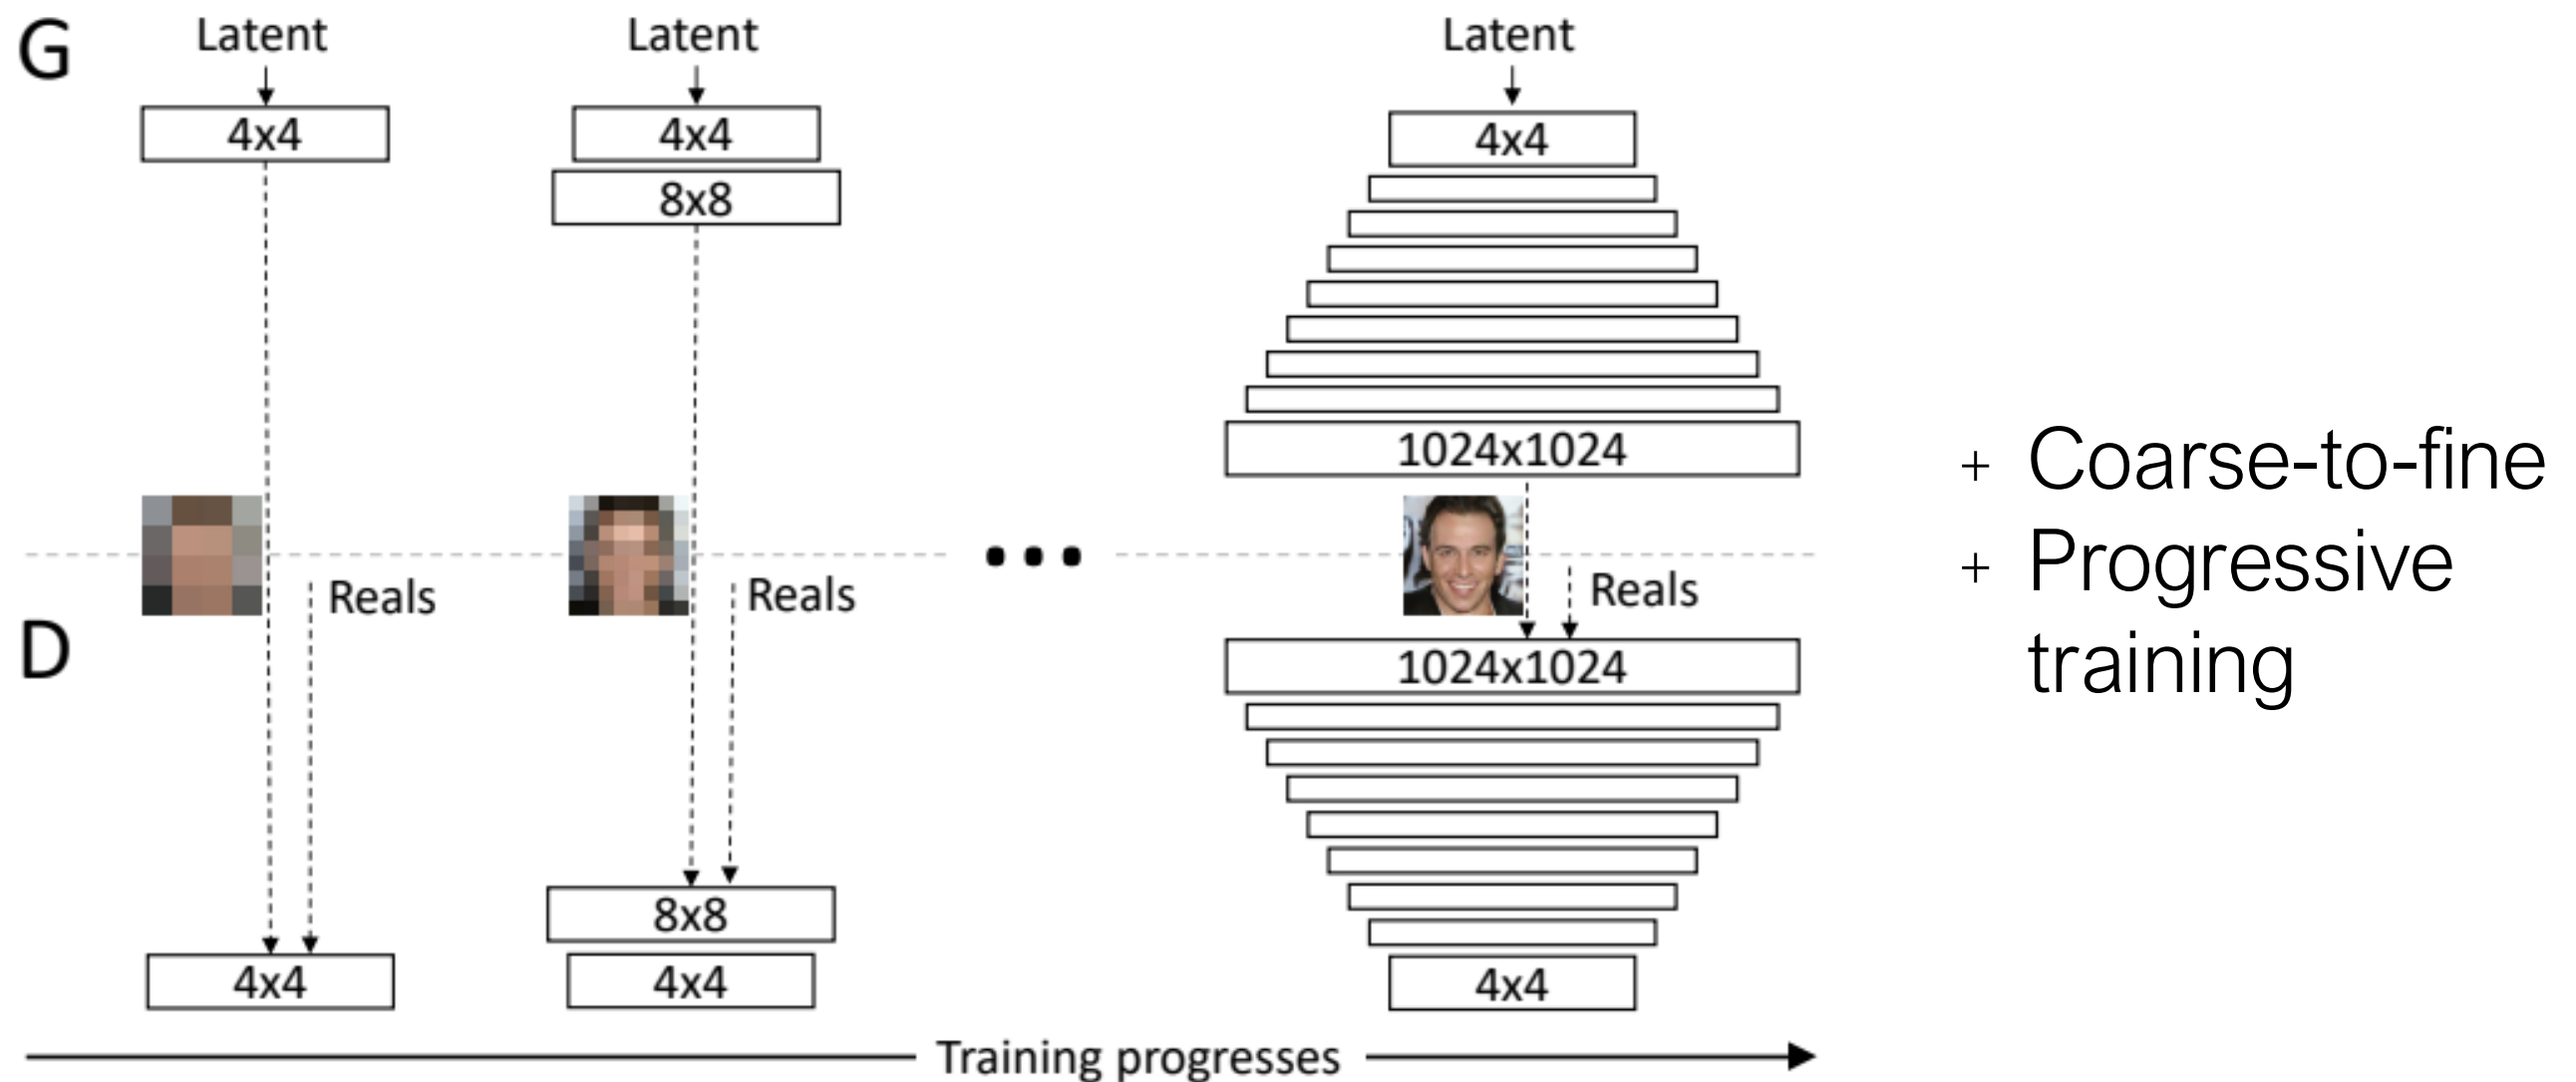 G
Latent
4x4
Latent
4x4
8x8
Latent
4x4
1024x1024
Reals
Reals
Reals
D
4x4
8x8
4x4
1024x1024
4x4
Training progresses
+ Coarse-to-fine
+ Progressive
training